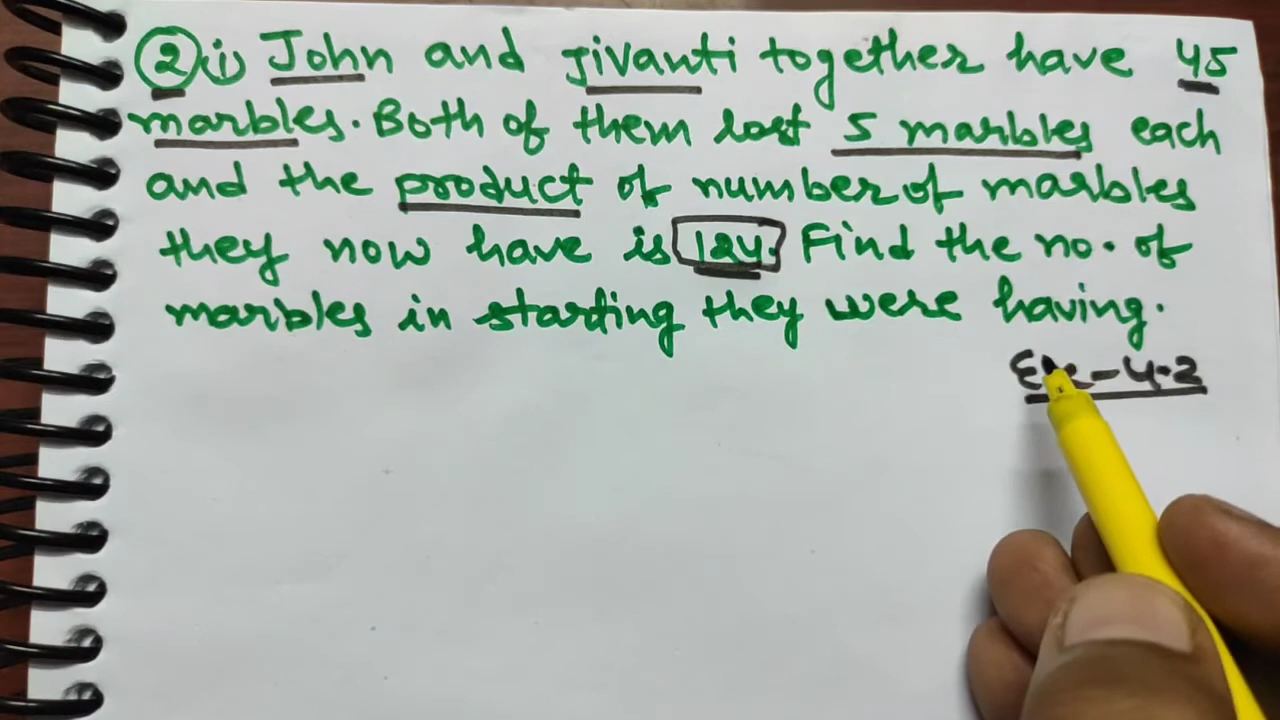 ② i) John and Jivanti together have 45
marbles. Both of them lost 5 marbles each
and the product of number of marbles
they now have is 124. Find the no. of
marbles in starting they were having.
Ex - 4.2